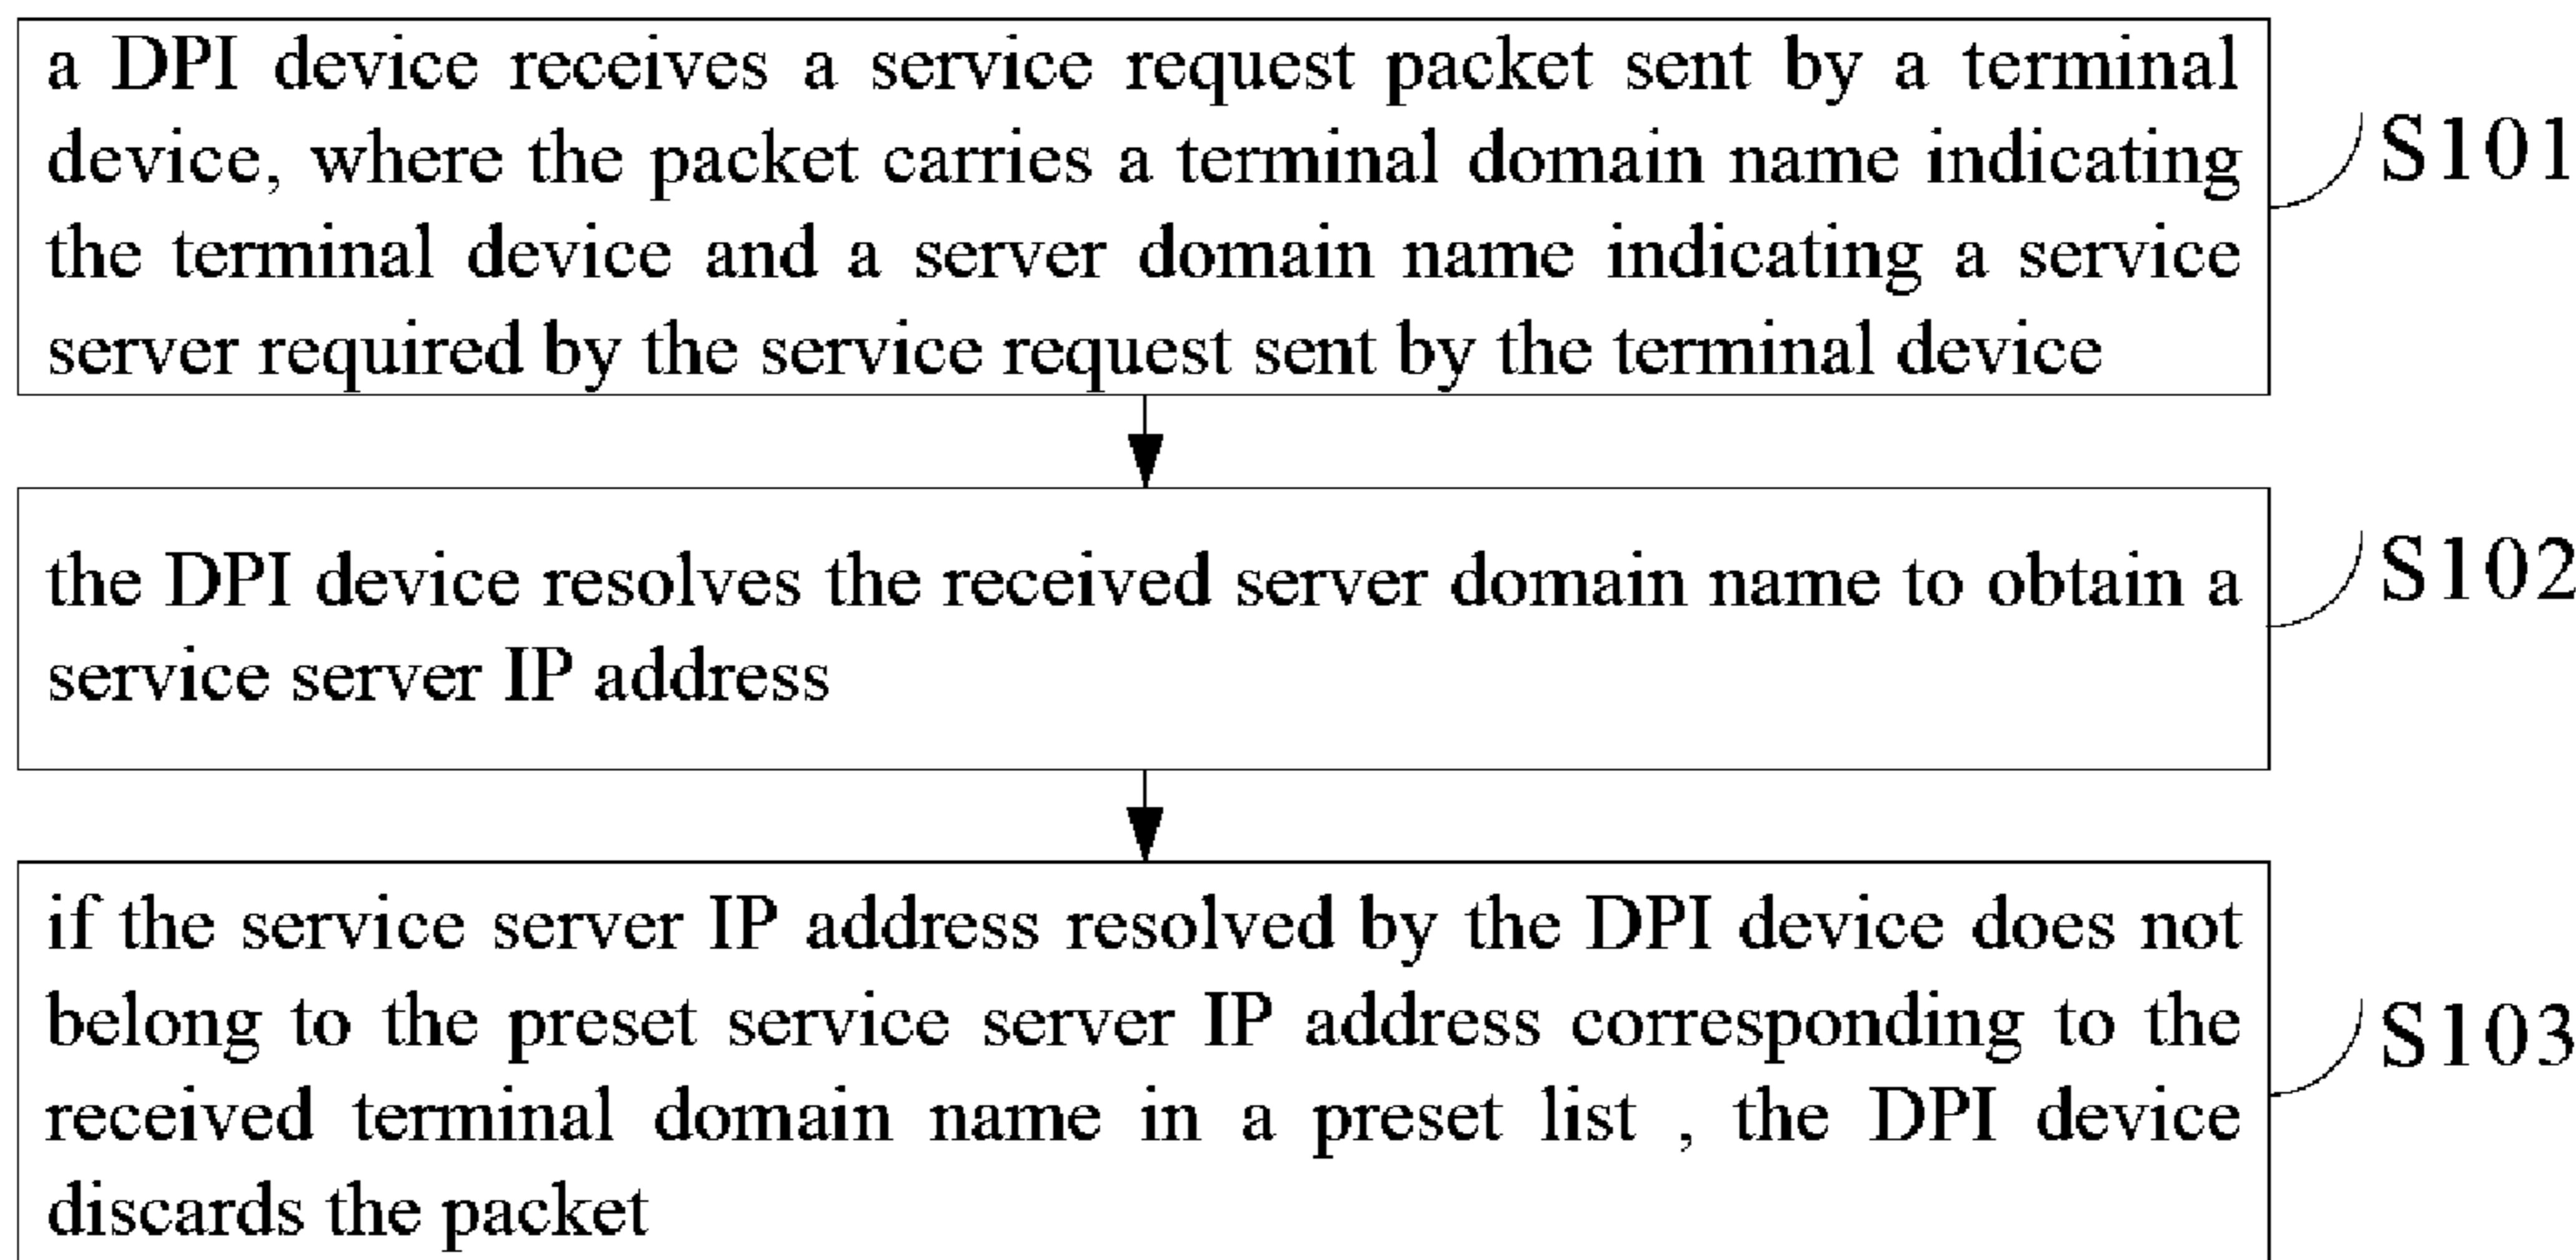 a DPI device receives a service request packet sent by a terminal
device, where the packet carries a terminal domain name indicating
the terminal device and a server domain name indicating a service
server required by the service request sent by the terminal device
S101
the DPI device resolves the received server domain name to obtain a
service server IP address
S102
if the service server IP address resolved by the DPI device does not
belong to the preset service server IP address corresponding to the
received terminal domain name in a preset list , the DPI device
discards the packet
S103